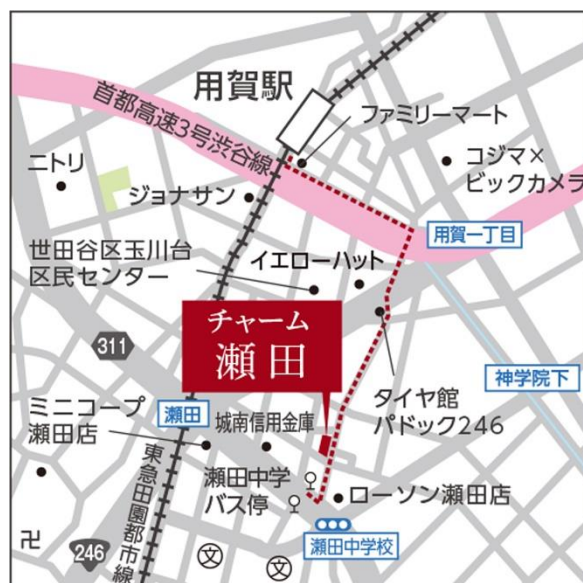 用賀駅
首都高速3号渋谷線
ファミリーマート
ニトリ
コジマ×
ビックカメラ
ジョナサン
用賀一丁目
世田谷区玉川台
区民センター
イエローハット
チャーム
瀬田
311
神学院下
タイヤ館
パドック246
ミニコープ
瀬田店
瀬田
城南信用金庫
東急田園都市線
瀬田中学
バス停
ローソン瀬田店
瀬田中学校
卍
246
文
文